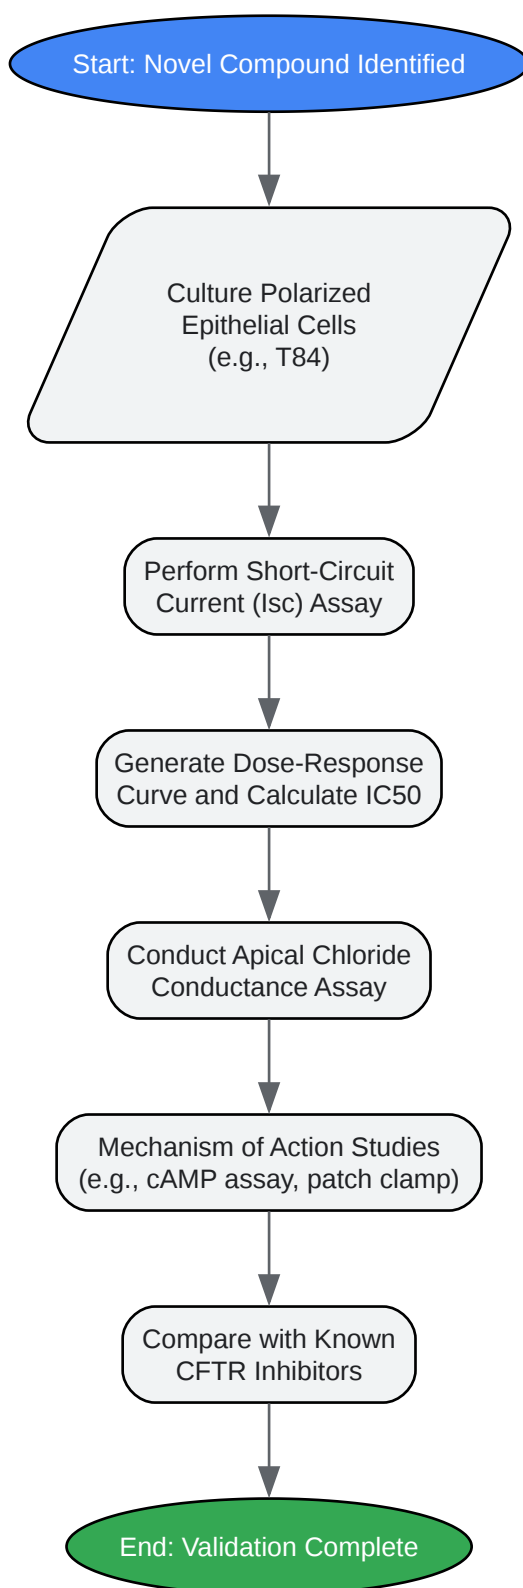 Start: Novel Compound Identified
Culture Polarized
Epithelial Cells
(e.g., T84)
Perform Short-Circuit
Current (Isc) Assay
Generate Dose-Response
Curve and Calculate IC50
Conduct Apical Chloride
Conductance Assay
Mechanism of Action Studies
(e.g., cAMP assay, patch clamp)
Compare with Known
CFTR Inhibitors
End: Validation Complete